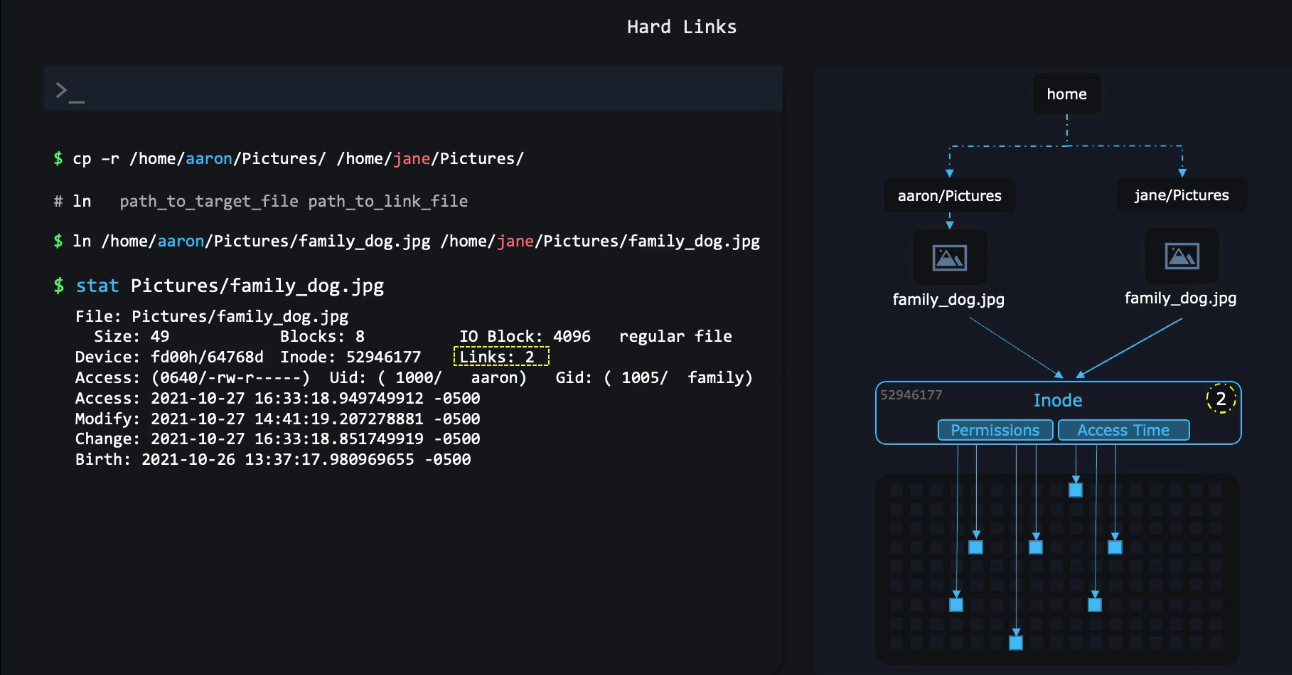 Hard Links
>_
$ cp –r /home/aaron/Pictures/ /home/jane/Pictures/
# ln path_to_target_file path_to_link_file
$ ln /home/aaron/Pictures/family_dog.jpg /home/jane/Pictures/family_dog.jpg
$ stat Pictures/family_dog.jpg
File: Pictures/family_dog.jpg
Size: 49 Blocks: 8 IO Block: 4096 regular file
Device: fd00h/64768d Inode: 52946177 Links: 2
Access: (0640/-rw-r-----) Uid: ( 1000/ aaron) Gid: ( 1005/ family)
Access: 2021-10-27 16:33:18.949749912 -0500
Modify: 2021-10-27 14:41:19.207278881 -0500
Change: 2021-10-27 16:33:18.851749919 -0500
Birth: 2021-10-26 13:37:17.980969655 -0500
home
aaron/Pictures jane/Pictures
family_dog.jpg family_dog.jpg
52946177 Inode 2
Permissions Access Time